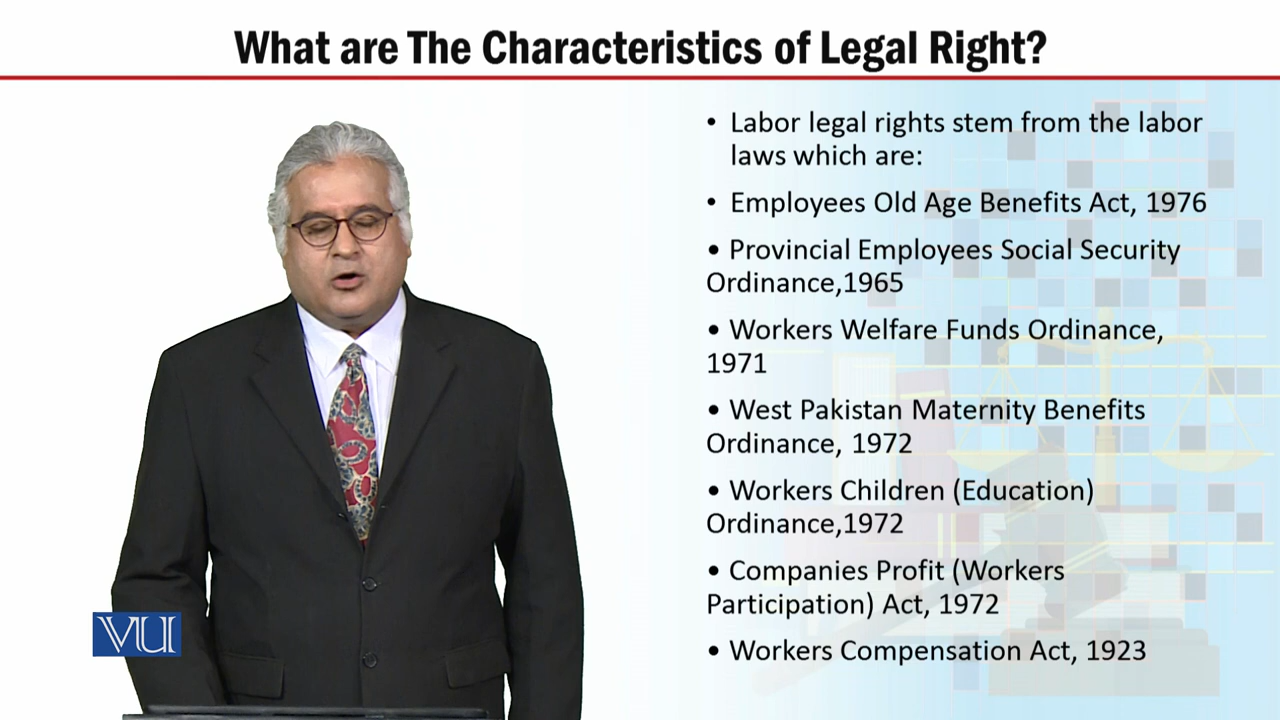 What are The Characteristics of Legal Right?
• Labor legal rights stem from the labor
laws which are:
• Employees Old Age Benefits Act, 1976
• Provincial Employees Social Security
Ordinance,1965
• Workers Welfare Funds Ordinance,
1971
• West Pakistan Maternity Benefits
Ordinance, 1972
• Workers Children (Education)
Ordinance,1972
• Companies Profit (Workers
Participation) Act, 1972
• Workers Compensation Act, 1923
VU